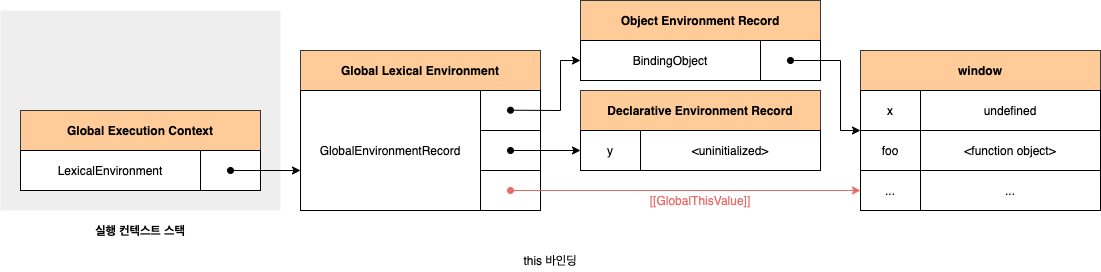 Object Environment Record
BindingObject
Global Lexical Environment
window
Declarative Environment Record
x undefined
Global Execution Context
GlobalEnvironmentRecord
y <uninitialized>
foo <function object>
LexicalEnvironment
... ...
[[GlobalThisValue]]
실행 컨텍스트 스택
this 바인딩